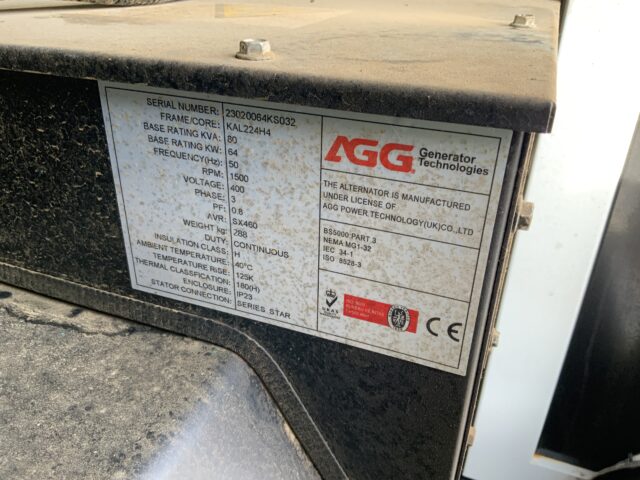 SERIAL NUMBER: 23020064KS032
FRAME/CORE: KAL224H4
BASE RATING KVA: 80
BASE RATING KW: 64
FREQUENCY(Hz): 50
RPM: 1500
VOLTAGE: 400
PHASE: 3
PF: 0.8
AVR: SX460
WEIGHT kg: 288
DUTY: CONTINUOUS
INSULATION CLASS: H
AMBIENT TEMPERATURE: 40°C
TEMPERATURE RISE: 125K
THERMAL CLASSFICATION: 180(H)
ENCLOSURE: IP23
STATOR CONNECTION: SERIES STAR
AGG Generator
Technologies
THE ALTERNATOR IS MANUFACTURED
UNDER LICENSE OF
AGG POWER TECHNOLOGY(UK)CO.,LTD
BS5000 PART 3
NEMA MG1-32
IEC 34-1
ISO 8528-3
UKAS
CE